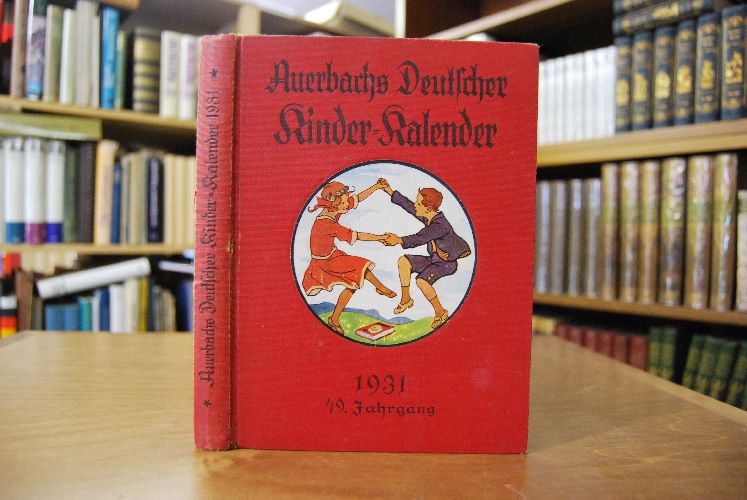 Auerbachs Deutscher
Kinder-Kalender
1931
49. Jahrgang
* Auerbachs Deutscher Kinder-Kalender 1931 *